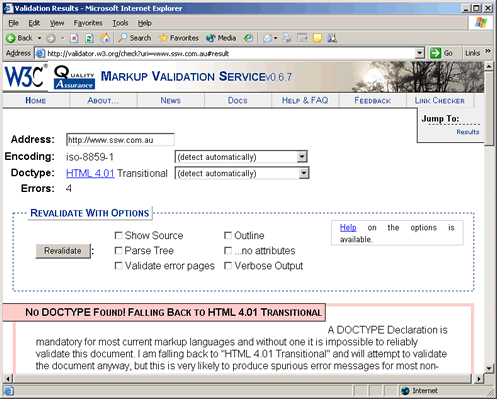 Validation Results - Microsoft Internet Explorer
File Edit View Favorites Tools Help
Back Search Favorites Media
Address http://validator.w3.org/check?uri=www.ssw.com.au#result Go Links »
W3C® QUALITY Assurance MARKUP VALIDATION SERVICE v0.6.7
HOME ABOUT... NEWS DOCS HELP & FAQ FEEDBACK LINK CHECKER
Jump To:
Results
Address: http://www.ssw.com.au
Encoding: iso-8859-1 (detect automatically)
Doctype: HTML 4.01 Transitional (detect automatically)
Errors: 4
REVALIDATE WITH OPTIONS
Show Source Outline
Revalidate : Parse Tree ...no attributes
Validate error pages Verbose Output
Help on the options is
available.
NO DOCTYPE FOUND! FALLING BACK TO HTML 4.01 TRANSITIONAL
A DOCTYPE Declaration is
mandatory for most current markup languages and without one it is impossible to reliably
validate this document. I am falling back to "HTML 4.01 Transitional" and will attempt to validate
the document anyway, but this is very likely to produce spurious error messages for most non-
Internet